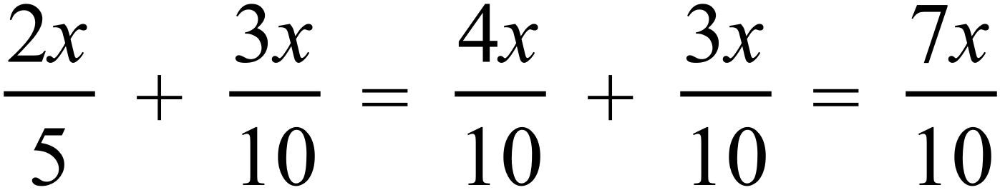 2x/5 + 3x/10 = 4x/10 + 3x/10 = 7x/10